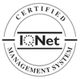 CERTIFIED
IQNet
MANAGEMENT SYSTEM